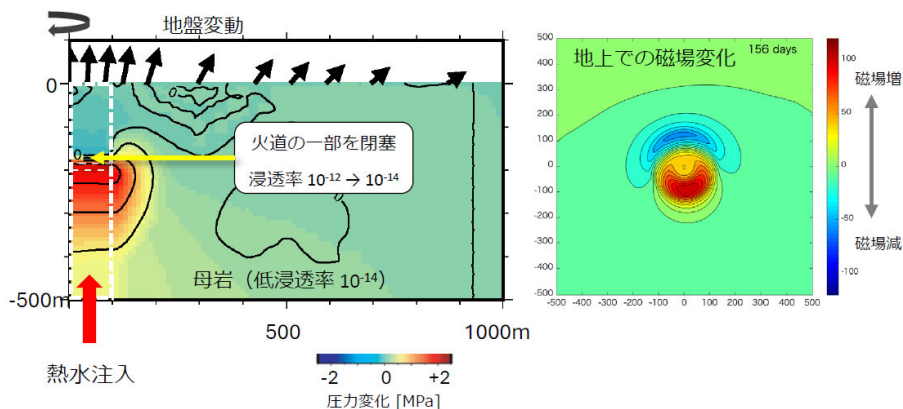 地盤変動
0
-500m
500
1000m
火道の一部を閉塞
浸透率 10⁻¹² → 10⁻¹⁴
母岩（低浸透率 10⁻¹⁴）
熱水注入
-2
0
+2
圧力変化 [MPa]
地上での磁場変化
156 days
500
400
300
200
100
0
-100
-200
-300
-400
-500
-500
-400
-300
-200
-100
0
100
200
300
400
500
100
50
0
-50
-100
磁場増
磁場減